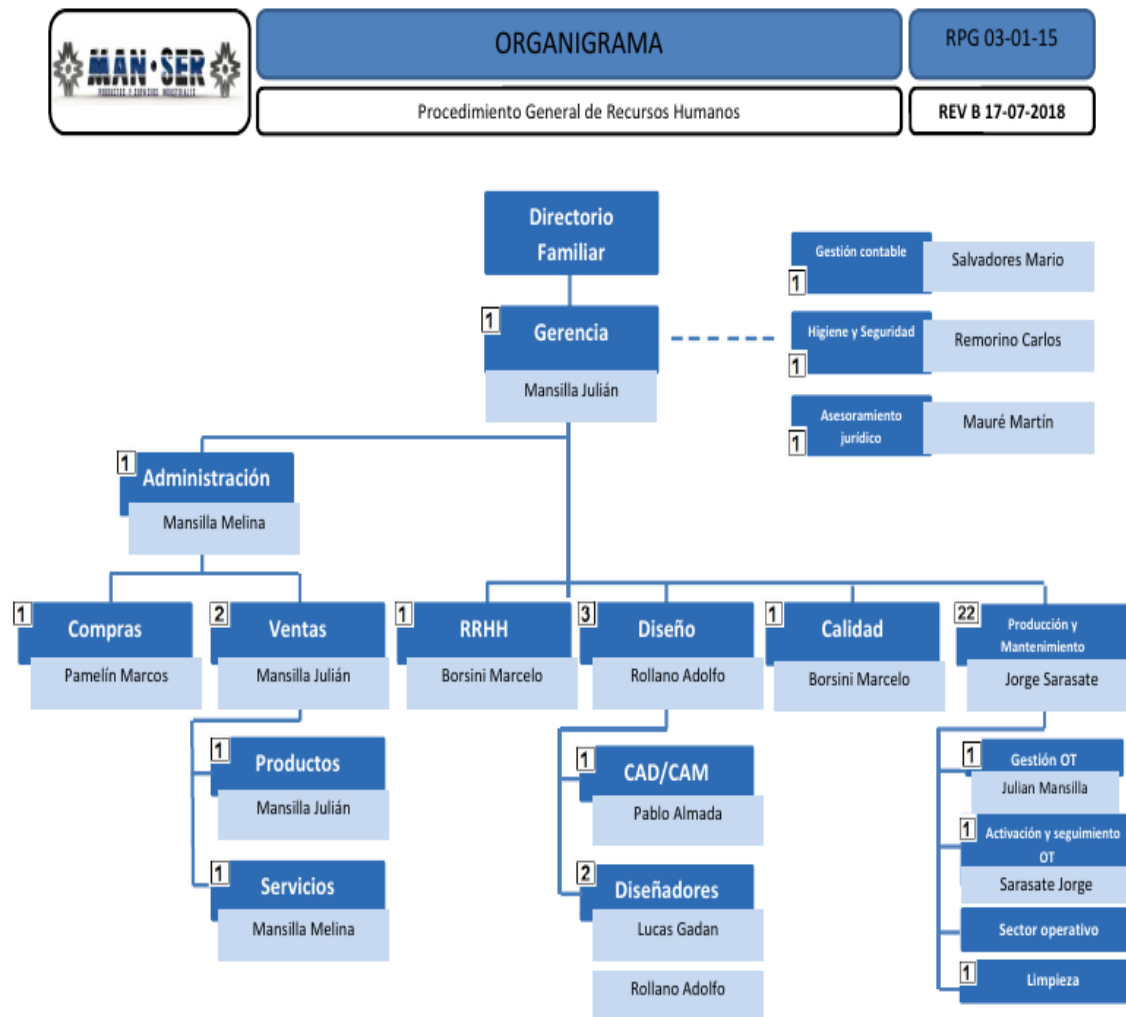 MAN·SER
PRODUCTOS Y SERVICIOS INDUSTRIALES
ORGANIGRAMA
RPG 03-01-15
Procedimiento General de Recursos Humanos
REV B 17-07-2018
Directorio
Familiar
1
Gerencia
Mansilla Julián
Gestión contable
1
Salvadores Mario
Higiene y Seguridad
1
Remorino Carlos
Asesoramiento
jurídico
1
Mauré Martín
1
Administración
Mansilla Melina
1
Compras
Pamelín Marcos
2
Ventas
Mansilla Julián
1
RRHH
Borsini Marcelo
3
Diseño
Rollano Adolfo
1
Calidad
Borsini Marcelo
22
Producción y
Mantenimiento
Jorge Sarasate
1
Productos
Mansilla Julián
1
Servicios
Mansilla Melina
1
CAD/CAM
Pablo Almada
2
Diseñadores
Lucas Gadan
Rollano Adolfo
1
Gestión OT
Julian Mansilla
1
Activación y seguimiento
OT
Sarasate Jorge
Sector operativo
1
Limpieza